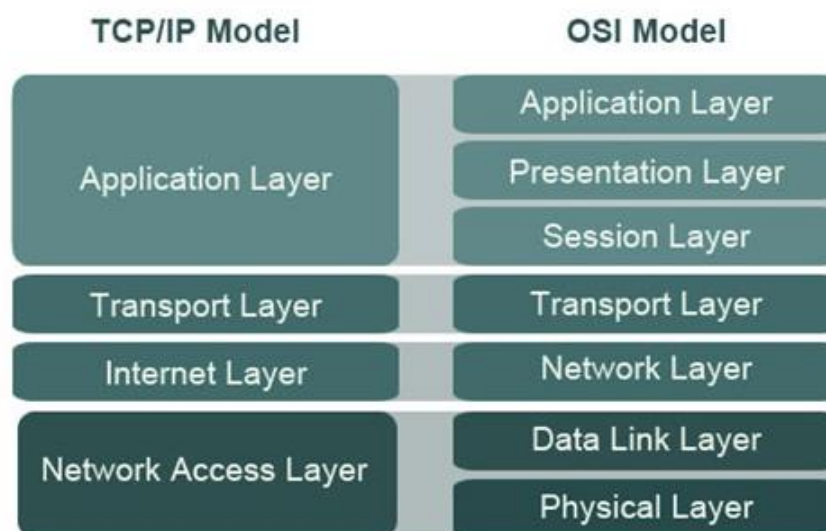 TCP/IP Model
Application Layer
Transport Layer
Internet Layer
Network Access Layer
OSI Model
Application Layer
Presentation Layer
Session Layer
Transport Layer
Network Layer
Data Link Layer
Physical Layer